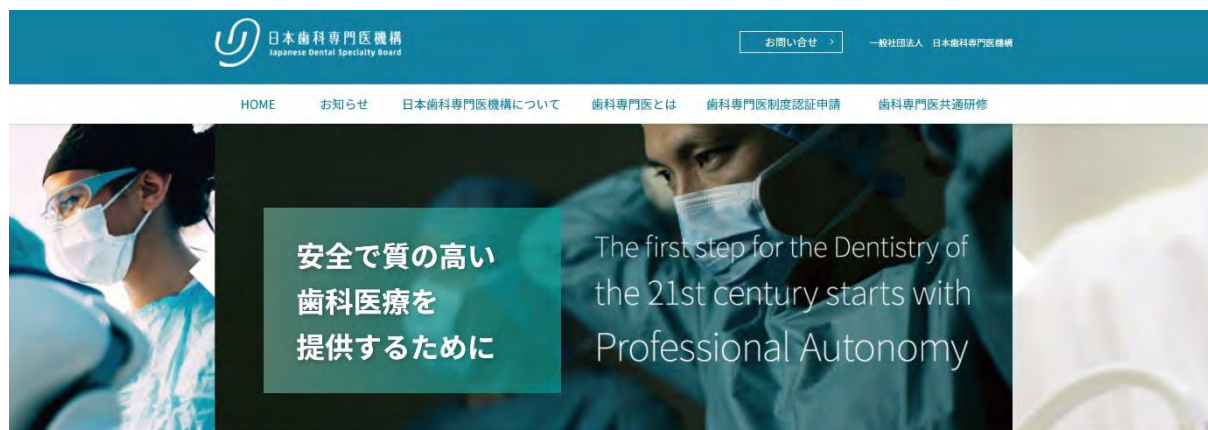 日本歯科専門医機構
Japanese Dental Specialty Board
お問い合せ
一般社団法人 日本歯科専門医機構
HOME お知らせ 日本歯科専門医機構について 歯科専門医とは 歯科専門医制度認証申請 歯科専門医共通研修
安全で質の高い
歯科医療を
提供するために
The first step for the Dentistry of
the 21st century starts with
Professional Autonomy